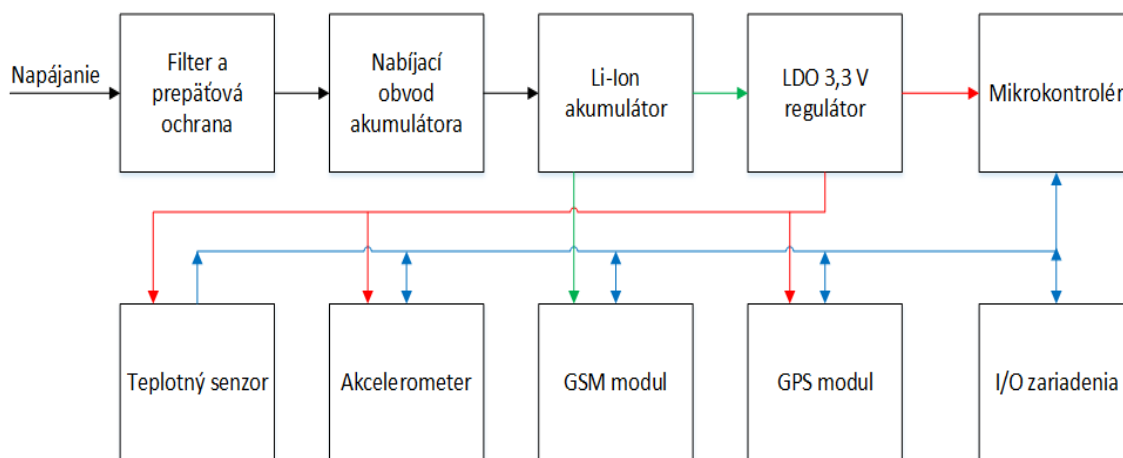 Napájanie
Filter a
prepäťová
ochrana
Nabíjací
obvod
akumulátora
Li-Ion
akumulátor
LDO 3,3 V
regulátor
Mikrokontrolér
Teplotný senzor
Akcelerometer
GSM modul
GPS modul
I/O zariadenia